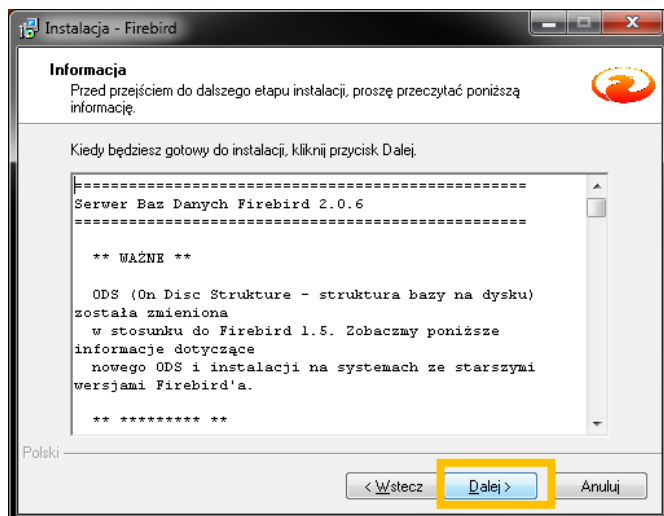 Instalacja - Firebird
Informacja
Przed przejściem do dalszego etapu instalacji, proszę przeczytać poniższą
informację.
Kiedy będziesz gotowy do instalacji, kliknij przycisk Dalej.
==================================================
Serwer Baz Danych Firebird 2.0.6
==================================================
** WAŻNE **
ODS (On Disc Strukture - struktura bazy na dysku)
została zmieniona
w stosunku do Firebird 1.5. Zobaczmy poniższe
informacje dotyczące
nowego ODS i instalacji na systemach ze starszymi
wersjami Firebird'a.
** ********* **
Polski
< Wstecz
Dalej >
Anuluj